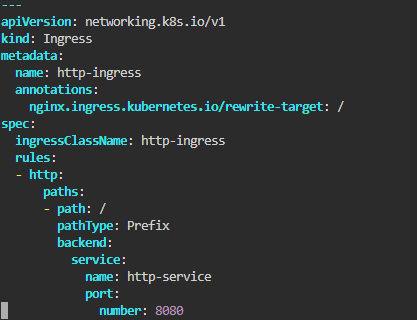 ---
apiVersion: networking.k8s.io/v1
kind: Ingress
metadata:
  name: http-ingress
  annotations:
    nginx.ingress.kubernetes.io/rewrite-target: /
spec:
  ingressClassName: http-ingress
  rules:
  - http:
      paths:
      - path: /
        pathType: Prefix
        backend:
          service:
            name: http-service
            port:
              number: 8080